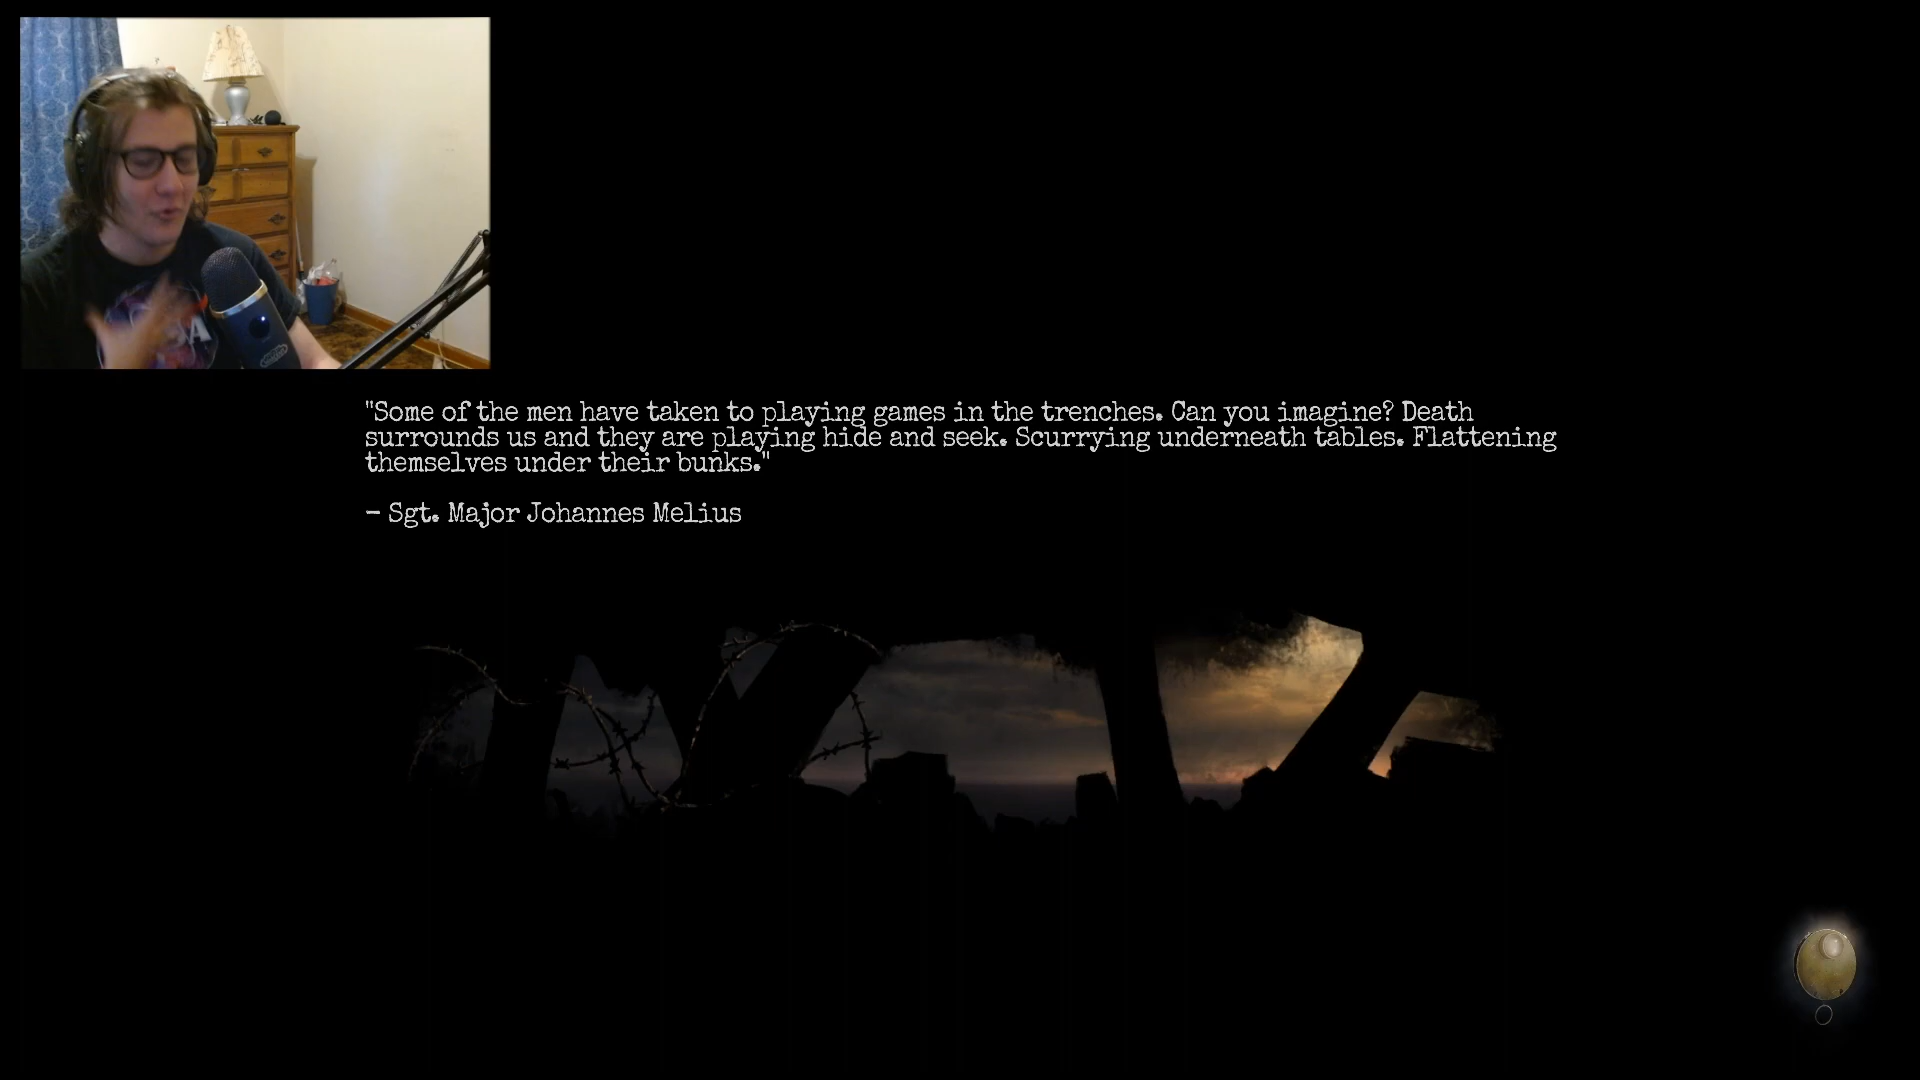 "Some of the men have taken to playing games in the trenches. Can you imagine? Death
surrounds us and they are playing hide and seek. Scurrying underneath tables. Flattening
themselves under their bunks."
- Sgt. Major Johannes Melius